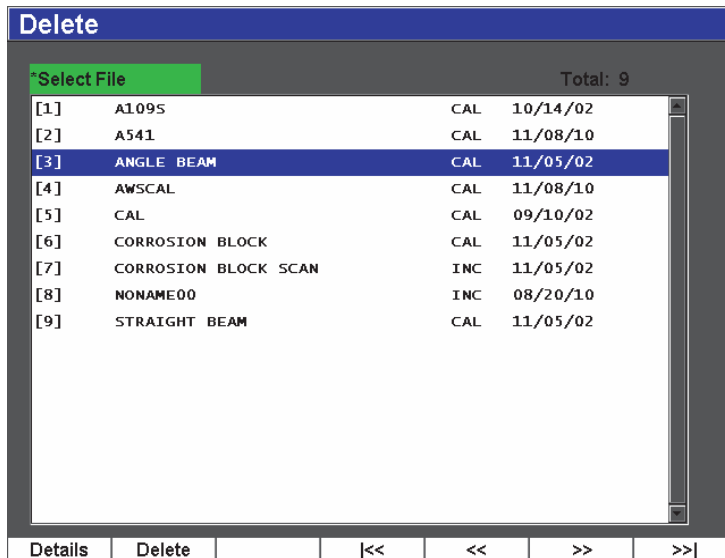 Delete
*Select File Total: 9
[1] A109S CAL 10/14/02
[2] A541 CAL 11/08/10
[3] ANGLE BEAM CAL 11/05/02
[4] AWSCAL CAL 11/08/10
[5] CAL CAL 09/10/02
[6] CORROSION BLOCK CAL 11/05/02
[7] CORROSION BLOCK SCAN INC 11/05/02
[8] NONAME00 INC 08/20/10
[9] STRAIGHT BEAM CAL 11/05/02
Details Delete |<< << >> >>|